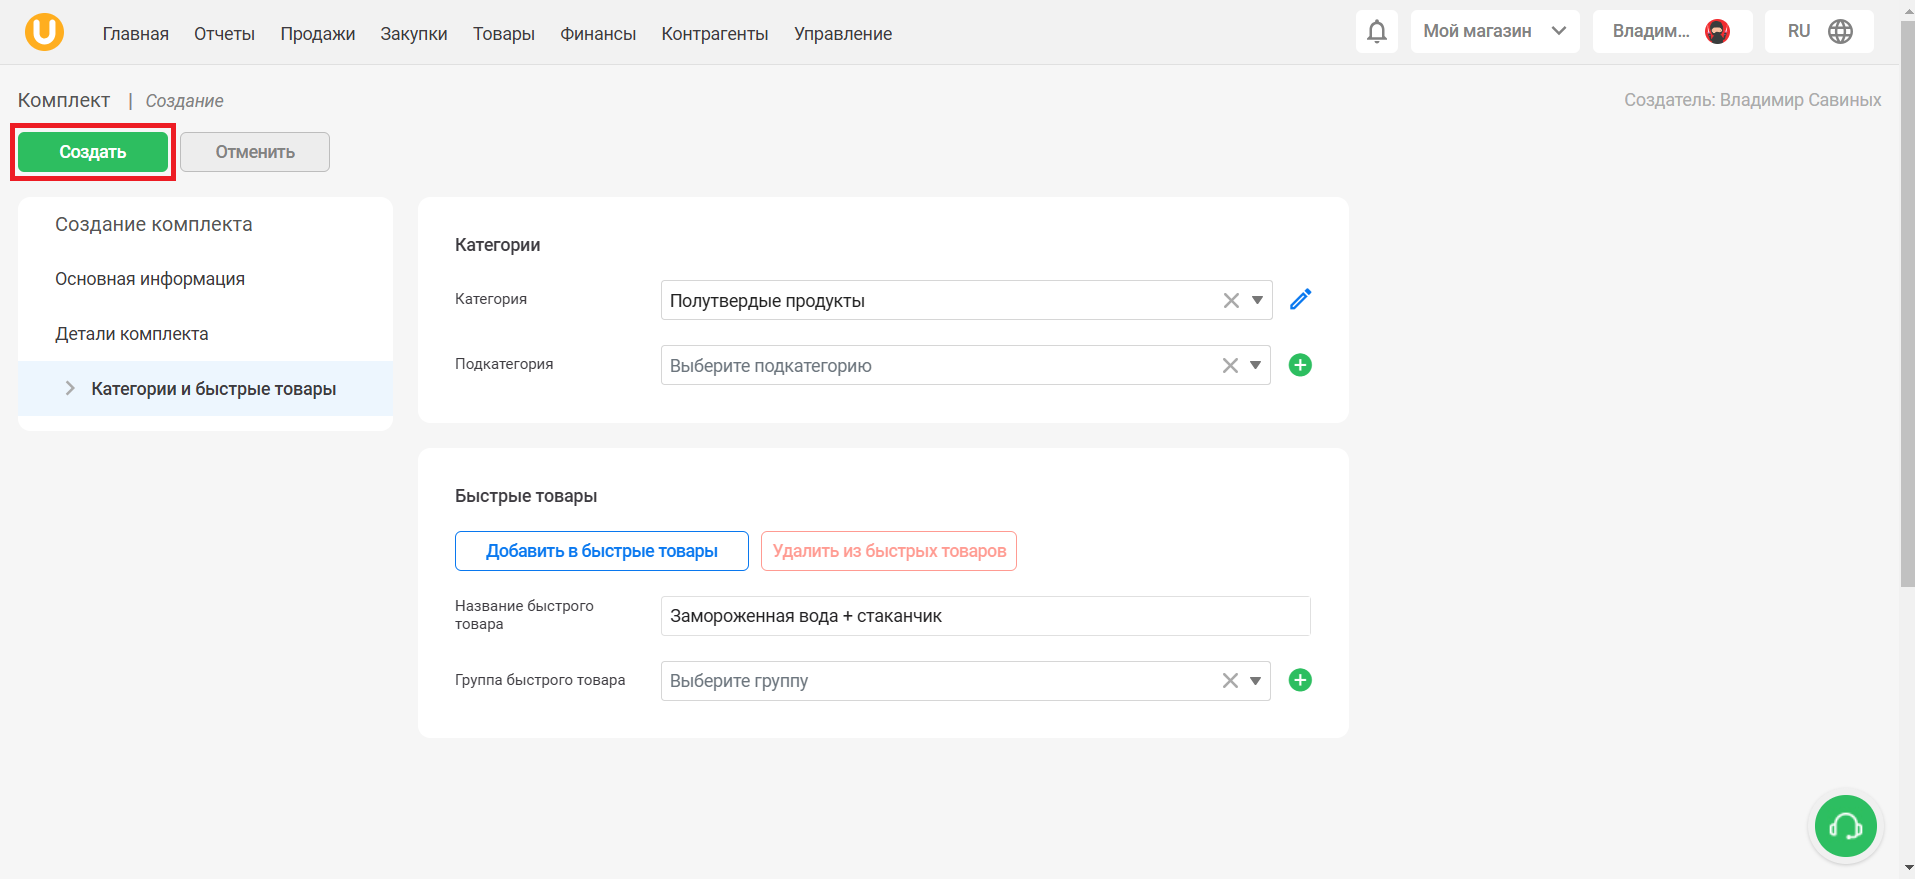 Главная Отчеты Продажи Закупки Товары Финансы Контрагенты Управление Мой магазин Владим... RU
Комплект | Создание Создатель: Владимир Савиных
Создать Отменить
Создание комплекта
Основная информация
Детали комплекта
Категории и быстрые товары
Категории
Категория Полутвердые продукты
Подкатегория Выберите подкатегорию
Быстрые товары
Добавить в быстрые товары Удалить из быстрых товаров
Название быстрого
товара
Замороженная вода + стаканчик
Группа быстрого товара Выберите группу